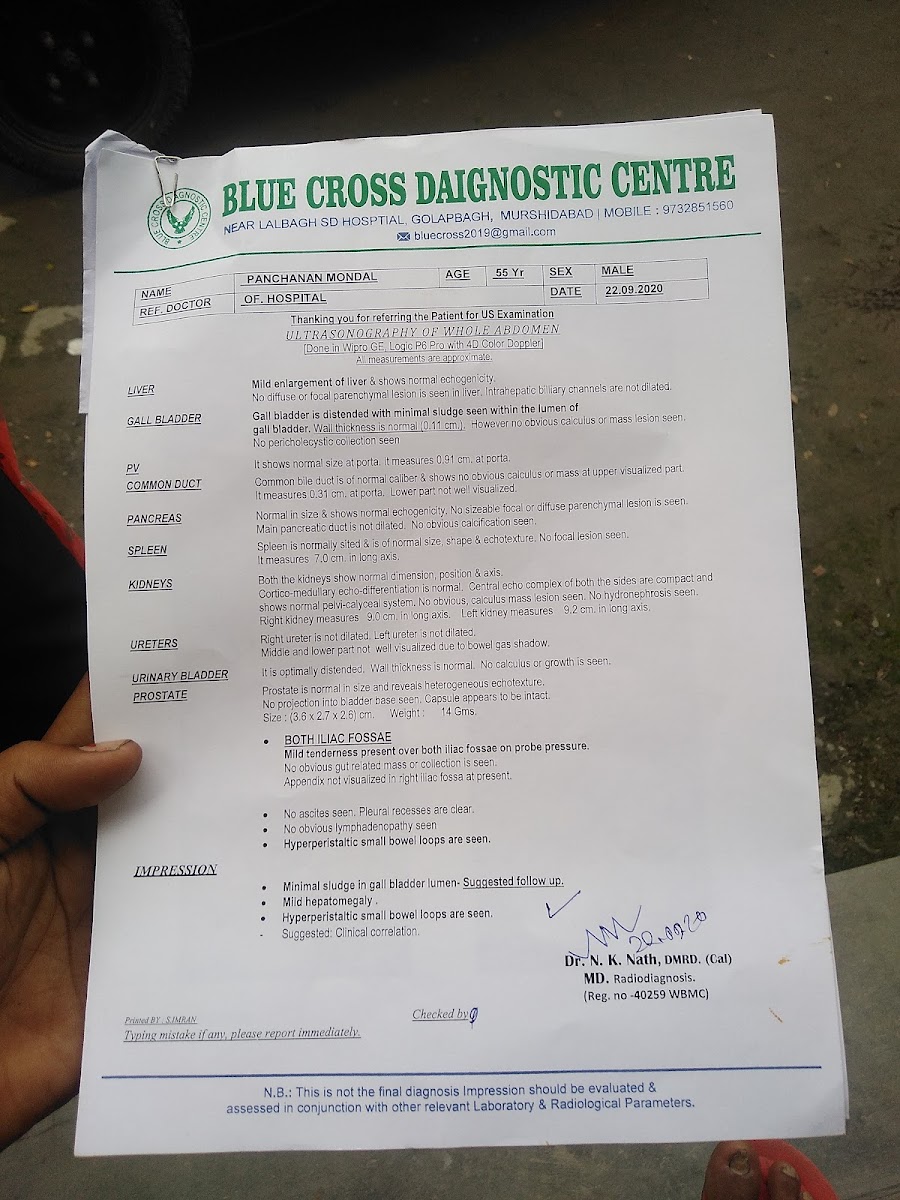 BLUE CROSS DAIGNOSTIC CENTRE
BLUE CROSS DAIGNOSTIC CENTRE
NEAR LALBAGH SD HOSPTIAL, GOLAPBAGH, MURSHIDABAD | MOBILE : 9732851560
bluecross2019@gmail.com
NAME PANCHANAN MONDAL AGE 55 Yr SEX MALE
REF. DOCTOR OF. HOSPITAL DATE 22.09.2020
Thanking you for referring the Patient for US Examination
ULTRASONOGRAPHY OF WHOLE ABDOMEN
[Done in Wipro GE, Logic P6 Pro with 4D Color Doppler]
All measurements are approximate.
LIVER Mild enlargement of liver & shows normal echogenicity.
No diffuse or focal parenchymal lesion is seen in liver. Intrahepatic billiary channels are not dilated.
GALL BLADDER Gall bladder is distended with minimal sludge seen within the lumen of
gall bladder. Wall thickness is normal (0.11 cm.). However no obvious calculus or mass lesion seen.
No pericholecystic collection seen
PV It shows normal size at porta. it measures 0.91 cm. at porta.
COMMON DUCT Common bile duct is of normal caliber & shows no obvious calculus or mass at upper visualized part.
It measures 0.31 cm. at porta. Lower part not well visualized.
PANCREAS Normal in size & shows normal echogenicity. No sizeable focal or diffuse parenchymal lesion is seen.
Main pancreatic duct is not dilated. No obvious calcification seen.
SPLEEN Spleen is normally sited & is of normal size, shape & echotexture. No focal lesion seen.
It measures 7.0 cm. in long axis.
KIDNEYS Both the kidneys show normal dimension, position & axis.
Cortico-medullary echo-differentiation is normal. Central echo complex of both the sides are compact and
shows normal pelvi-calyceal system. No obvious, calculus mass lesion seen. No hydronephrosis seen.
Right kidney measures 9.0 cm. in long axis. Left kidney measures 9.2 cm. in long axis.
URETERS Right ureter is not dilated. Left ureter is not dilated.
Middle and lower part not well visualized due to bowel gas shadow.
URINARY BLADDER It is optimally distended. Wall thickness is normal. No calculus or growth is seen.
PROSTATE Prostate is normal in size and reveals heterogeneous echotexture.
No projection into bladder base seen. Capsule appears to be intact.
Size : (3.6 x 2.7 x 2.6) cm. Weight : 14 Gms.
• BOTH ILIAC FOSSAE
Mild tenderness present over both iliac fossae on probe pressure.
No obvious gut related mass or collection is seen.
Appendix not visualized in right iliac fossa at present.
• No ascites seen. Pleural recesses are clear.
• No obvious lymphadenopathy seen
• Hyperperistaltic small bowel loops are seen.
IMPRESSION
• Minimal sludge in gall bladder lumen- Suggested follow up.
• Mild hepatomegaly .
• Hyperperistaltic small bowel loops are seen.
- Suggested: Clinical correlation.
Dr. N. K. Nath, DMRD. (Cal)
MD. Radiodiagnosis.
(Reg. no -40259 WBMC)
Checked by
Printed BY . SIMRAN
Typing mistake if any, please report immediately.
N.B.: This is not the final diagnosis Impression should be evaluated &
assessed in conjunction with other relevant Laboratory & Radiological Parameters.